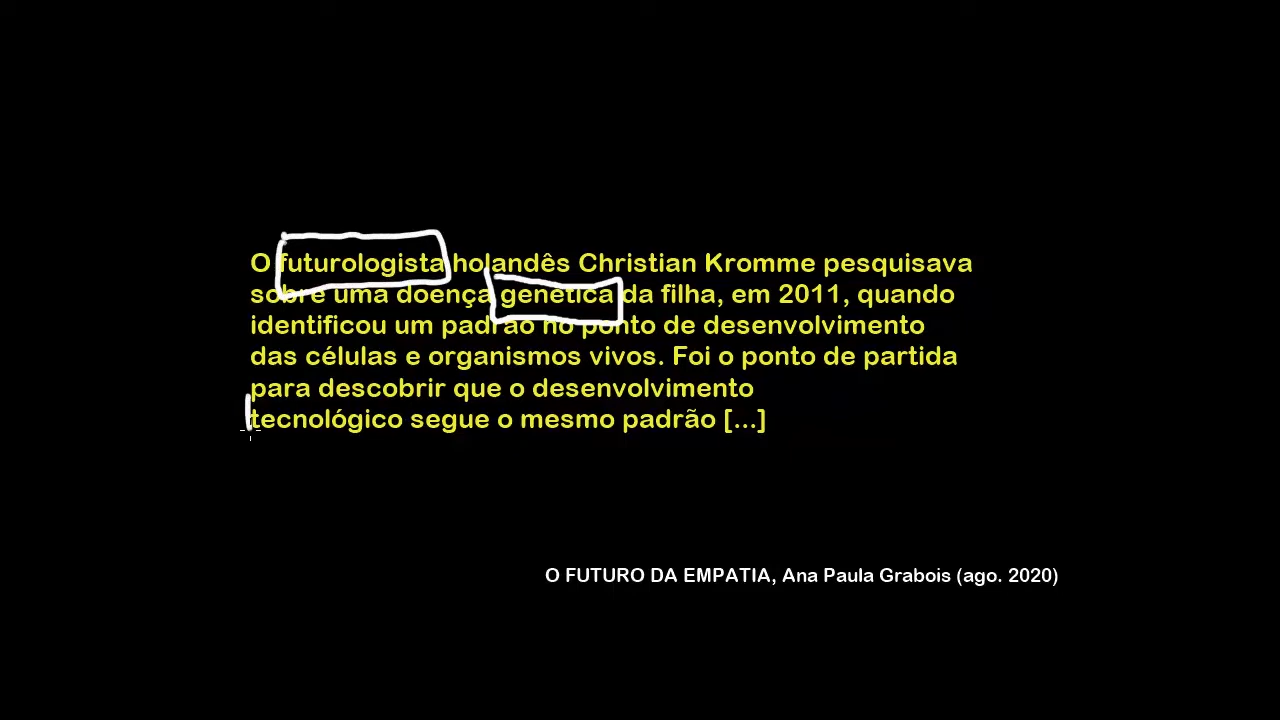 O futurologista holandês Christian Kromme pesquisava
sobre uma doença genética da filha, em 2011, quando
identificou um padrão no ponto de desenvolvimento
das células e organismos vivos. Foi o ponto de partida
para descobrir que o desenvolvimento
tecnológico segue o mesmo padrão [...]
O FUTURO DA EMPATIA, Ana Paula Grabois (ago. 2020)